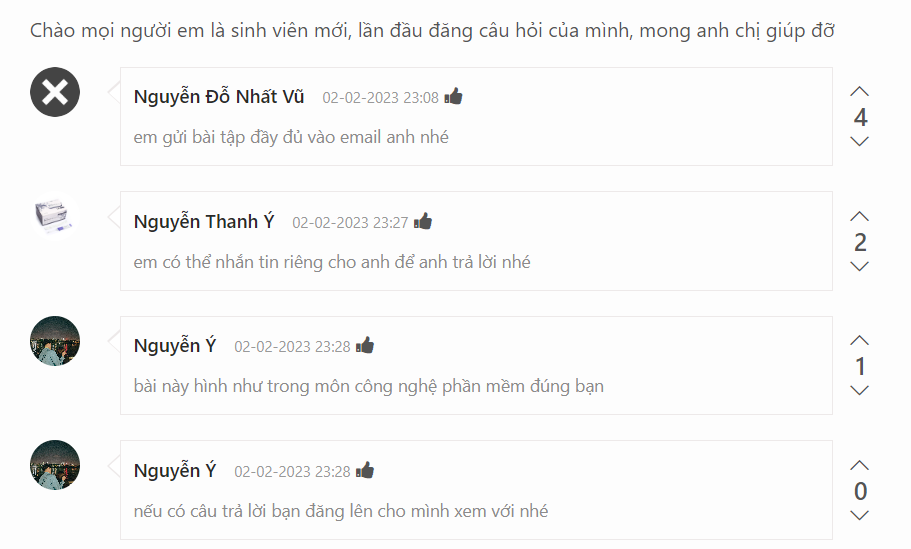 Chào mọi người em là sinh viên mới, lần đầu đăng câu hỏi của mình, mong anh chị giúp đỡ
Nguyễn Đỗ Nhất Vũ 02-02-2023 23:08
4
em gửi bài tập đầy đủ vào email anh nhé
Nguyễn Thanh Ý 02-02-2023 23:27
2
em có thể nhắn tin riêng cho anh để anh trả lời nhé
Nguyễn Ý 02-02-2023 23:28
1
bài này hình như trong môn công nghệ phần mềm đúng bạn
Nguyễn Ý 02-02-2023 23:28
0
nếu có câu trả lời bạn đăng lên cho mình xem với nhé